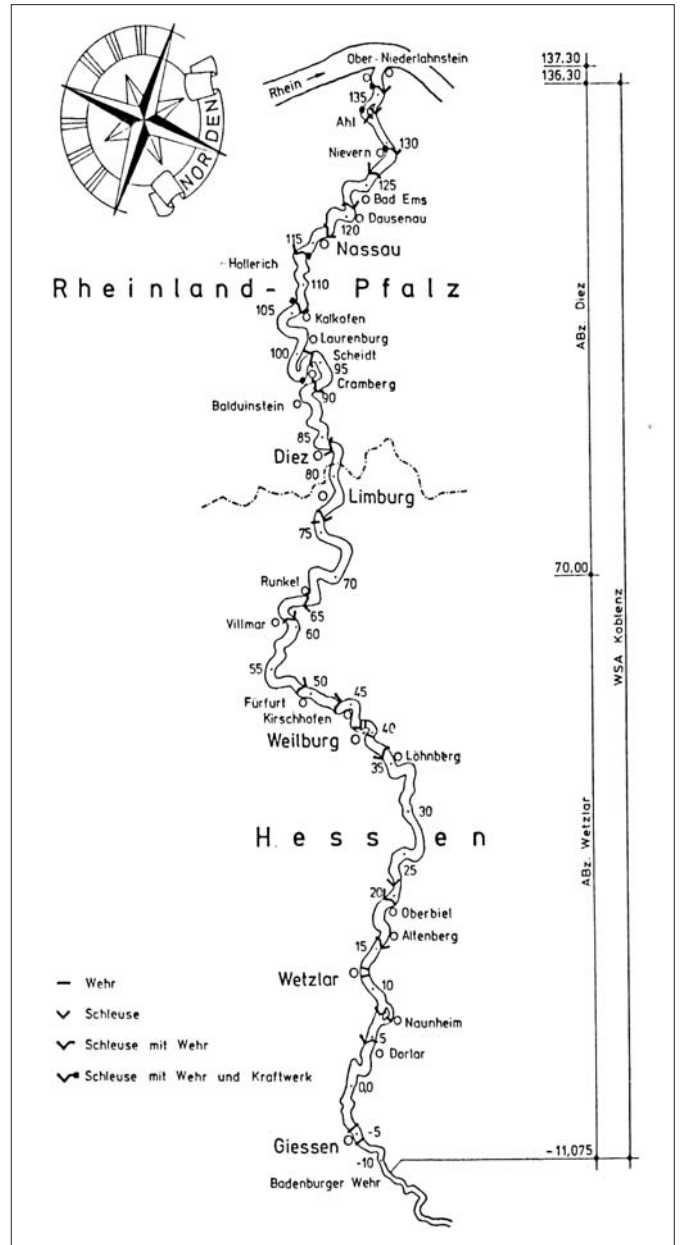 NORDEN
Ober-Niederlahnstein
Rhein
137.30
136.30
135
Ahl
130
Nievern
125
Bad Ems
Dausenau
120
Nassau
115
Hollerich
Rheinland-Pfalz
110
105
Kalkofen
Laurenburg
100
Scheidt
95
Cramberg
90
Balduinstein
85
Diez
80
Limburg
75
ABz. Diez
70
70.00
Runkel
65
Villmar
60
WSA Koblenz
55
50
45
Fürfurt
Kirschhofen
40
Weilburg
Löhnberg
35
30
Hessen
ABz. Wetzlar
25
20
Oberbiel
Altenberg
15
Wetzlar
10
Wehr
Schleuse
Schleuse mit Wehr
Schleuse mit Wehr und Kraftwerk
Naunheim
5
Dorlar
0,0
-5
Giessen
-10
-11,075
Badenburger Wehr